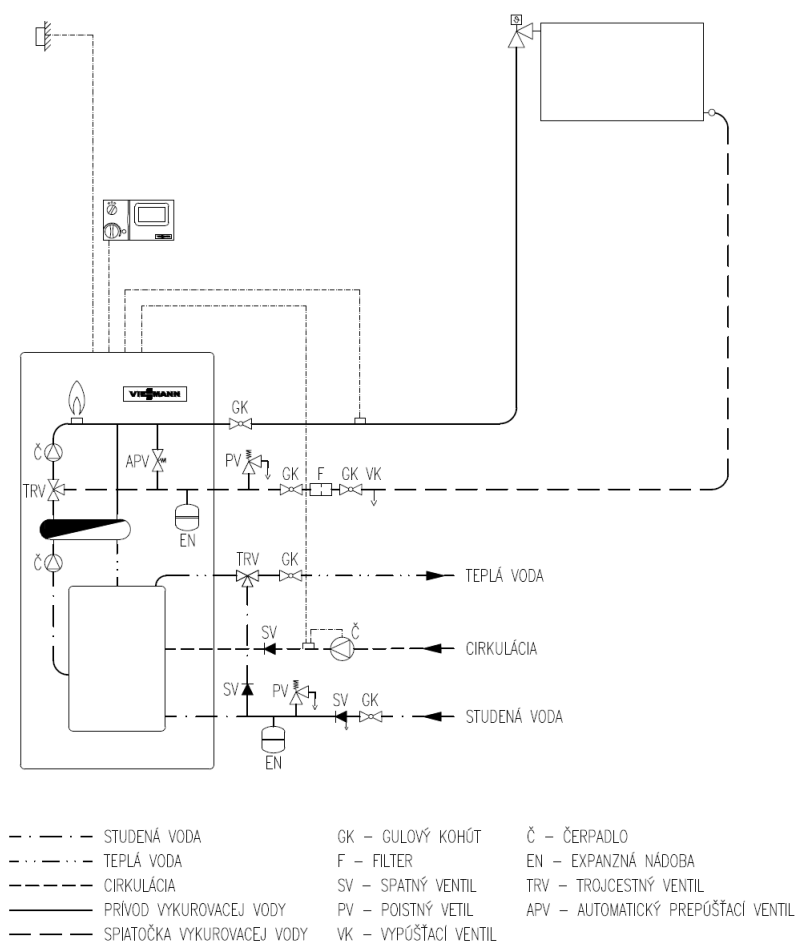 S
VIESSMANN
GK
Č
APV
PV
GK
F
GK
VK
TRV
EN
Č
TRV
GK
TEPLÁ VODA
SV
Č
CIRKULÁCIA
SV
PV
SV
GK
STUDENÁ VODA
EN
STUDENÁ VODA
TEPLÁ VODA
CIRKULÁCIA
PRÍVOD VYKUROVACEJ VODY
SPIATOČKA VYKUROVACEJ VODY
GK – GULOVÝ KOHÚT
F – FILTER
SV – SPATNÝ VENTIL
PV – POISTNÝ VETIL
VK – VYPÚŠŤACÍ VENTIL
Č – ČERPADLO
EN – EXPANZNÁ NÁDOBA
TRV – TROJCESTNÝ VENTIL
APV – AUTOMATICKÝ PREPÚŠŤACÍ VENTIL